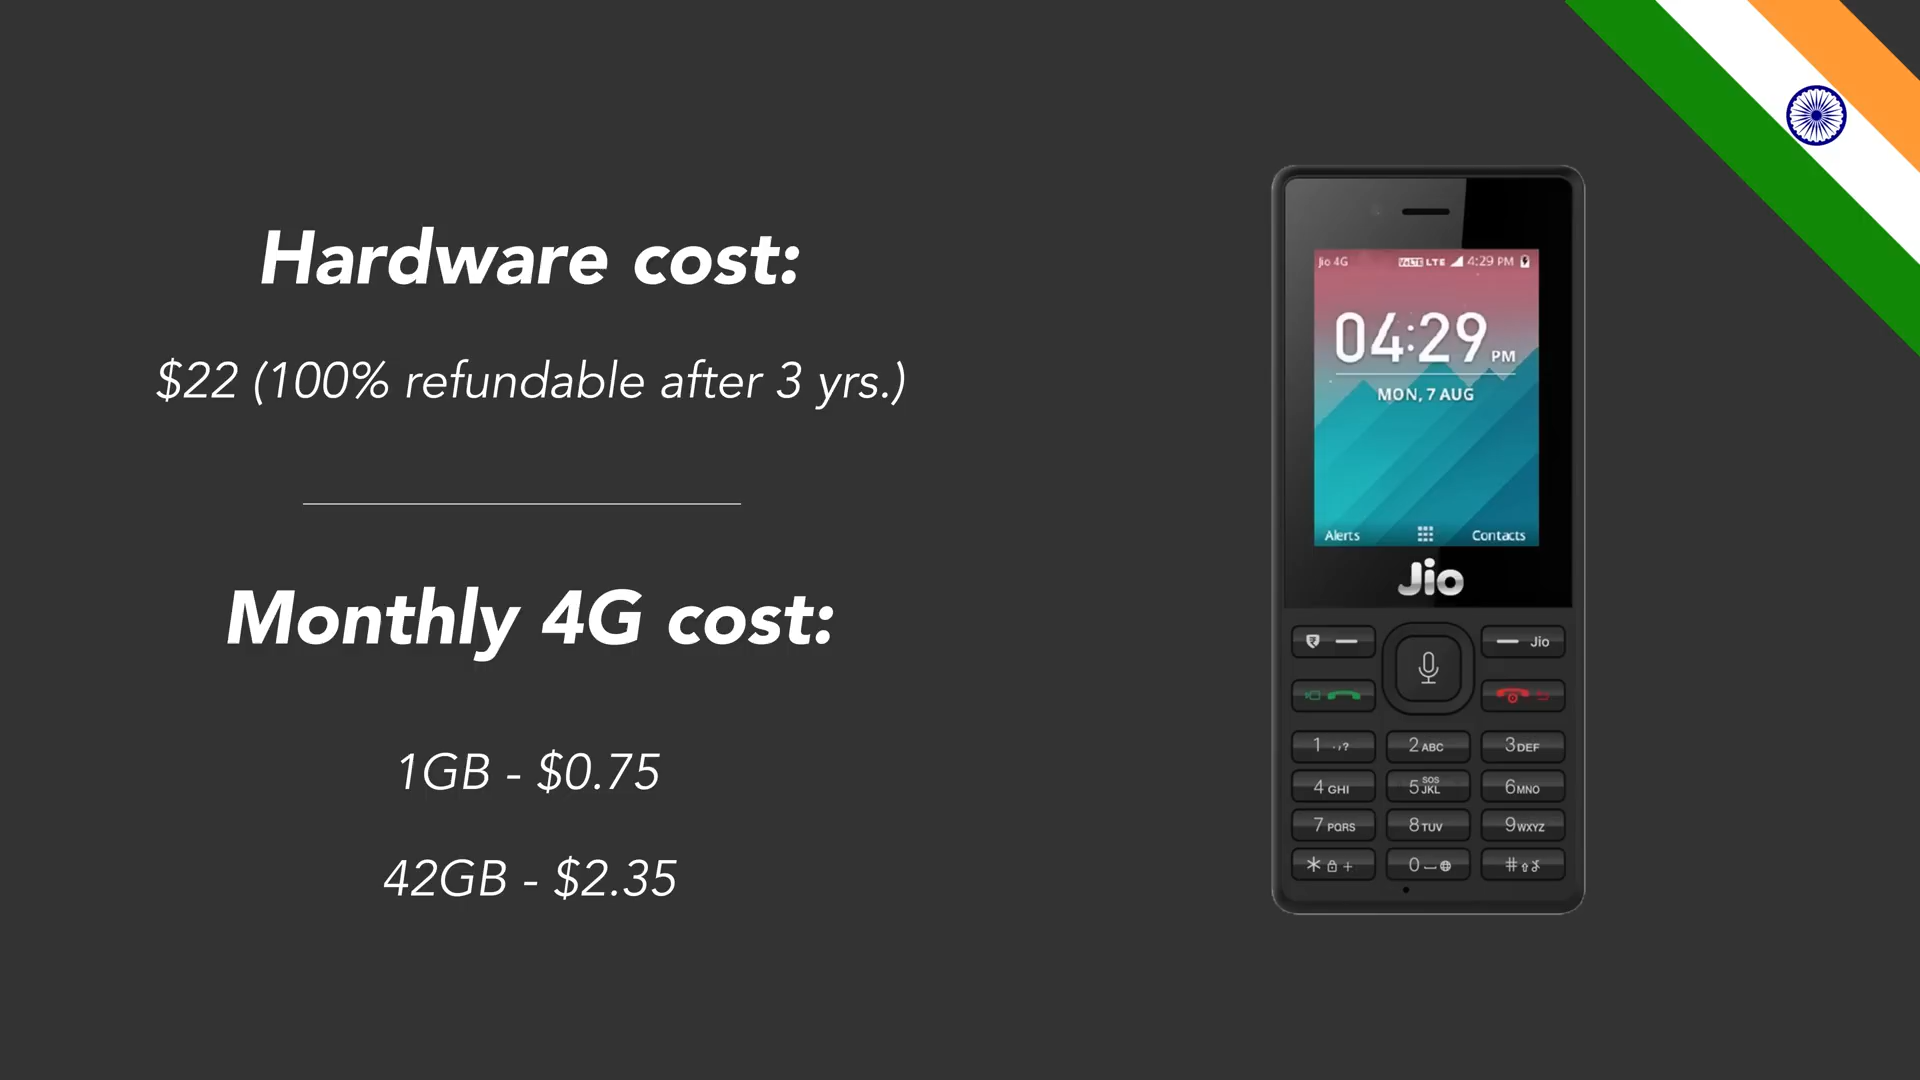 Hardware cost:
$22 (100% refundable after 3 yrs.)
Monthly 4G cost:
1GB - $0.75
42GB - $2.35
Jio 4G VoLTE LTE 4:29 PM
04:29 PM
MON, 7 AUG
Alerts Contacts
Jio
Jio
1 .,? 2 ABC 3 DEF
4 GHI 5 SOS JKL 6 MNO
7 PQRS 8 TUV 9 WXYZ
* + 0 #